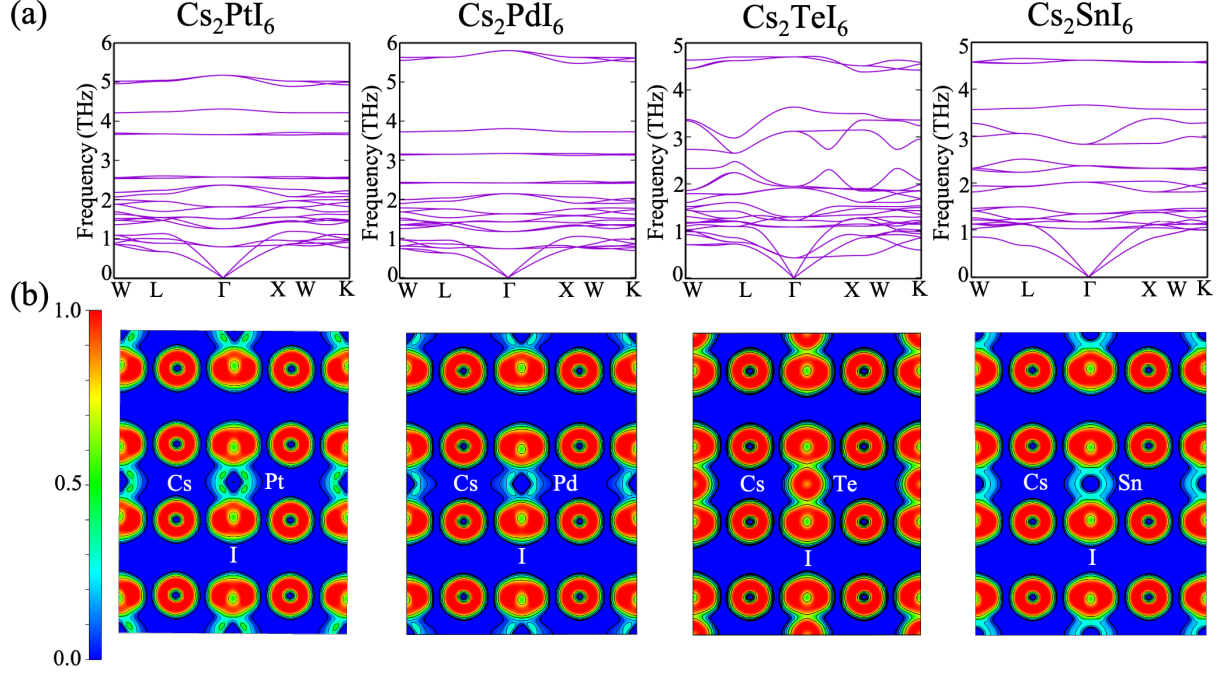 (a)
Cs₂PtI₆ Cs₂PdI₆ Cs₂TeI₆ Cs₂SnI₆
Frequency (THz)
6
5
4
3
2
1
0
W L Γ X W K
Frequency (THz)
6
5
4
3
2
1
0
W L Γ X W K
Frequency (THz)
5
4
3
2
1
0
W L Γ X W K
Frequency (THz)
5
4
3
2
1
0
W L Γ X W K
(b)
1.0
0.5
0.0
Cs Pt
I
Cs Pd
I
Cs Te
I
Cs Sn
I